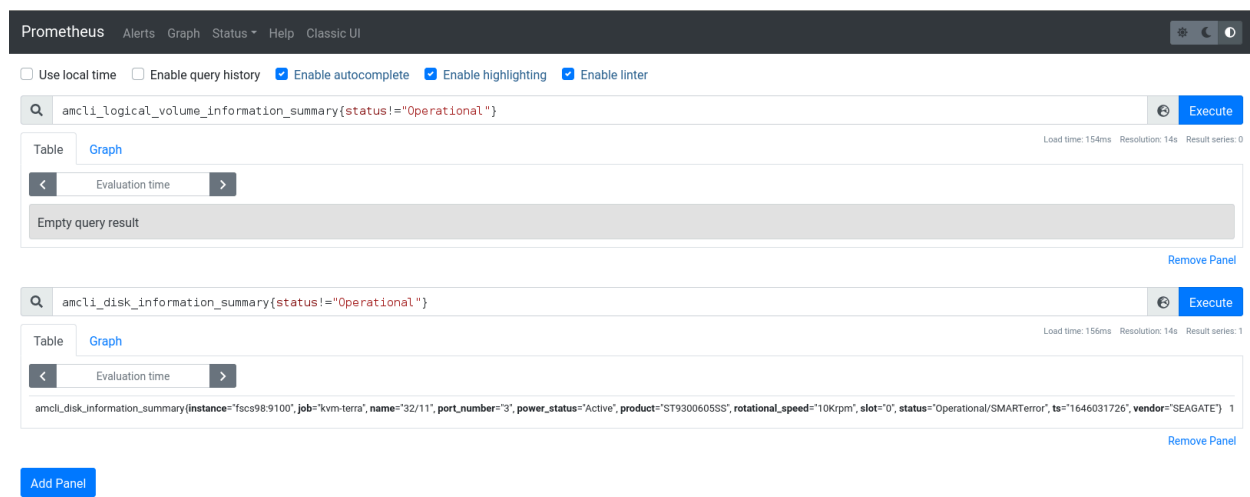 Prometheus Alerts Graph Status Help Classic UI
Use local time Enable query history Enable autocomplete Enable highlighting Enable linter
amcli_logical_volume_information_summary{status!="Operational"} Execute
Load time: 154ms Resolution: 14s Result series: 0
Table Graph
Evaluation time
Empty query result
Remove Panel
amcli_disk_information_summary{status!="Operational"} Execute
Load time: 156ms Resolution: 14s Result series: 1
Table Graph
Evaluation time
amcli_disk_information_summary{instance="fscs98:9100", job="kvm-terra", name="32/11", port_number="3", power_status="Active", product="ST9300605SS", rotational_speed="10Krpm", slot="0", status="Operational/SMARTerror", ts="1646031726", vendor="SEAGATE"} 1
Remove Panel
Add Panel